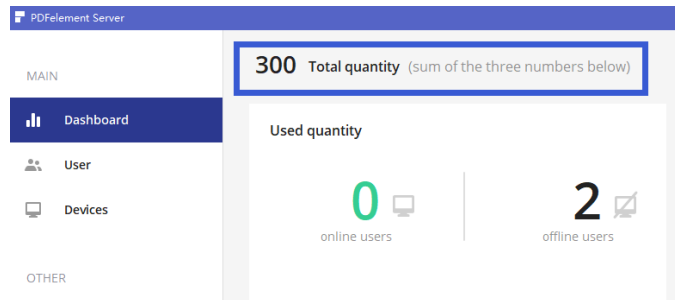 PDFelement Server
MAIN
Dashboard
User
Devices
OTHER
300 Total quantity (sum of the three numbers below)
Used quantity
0
online users
2
offline users